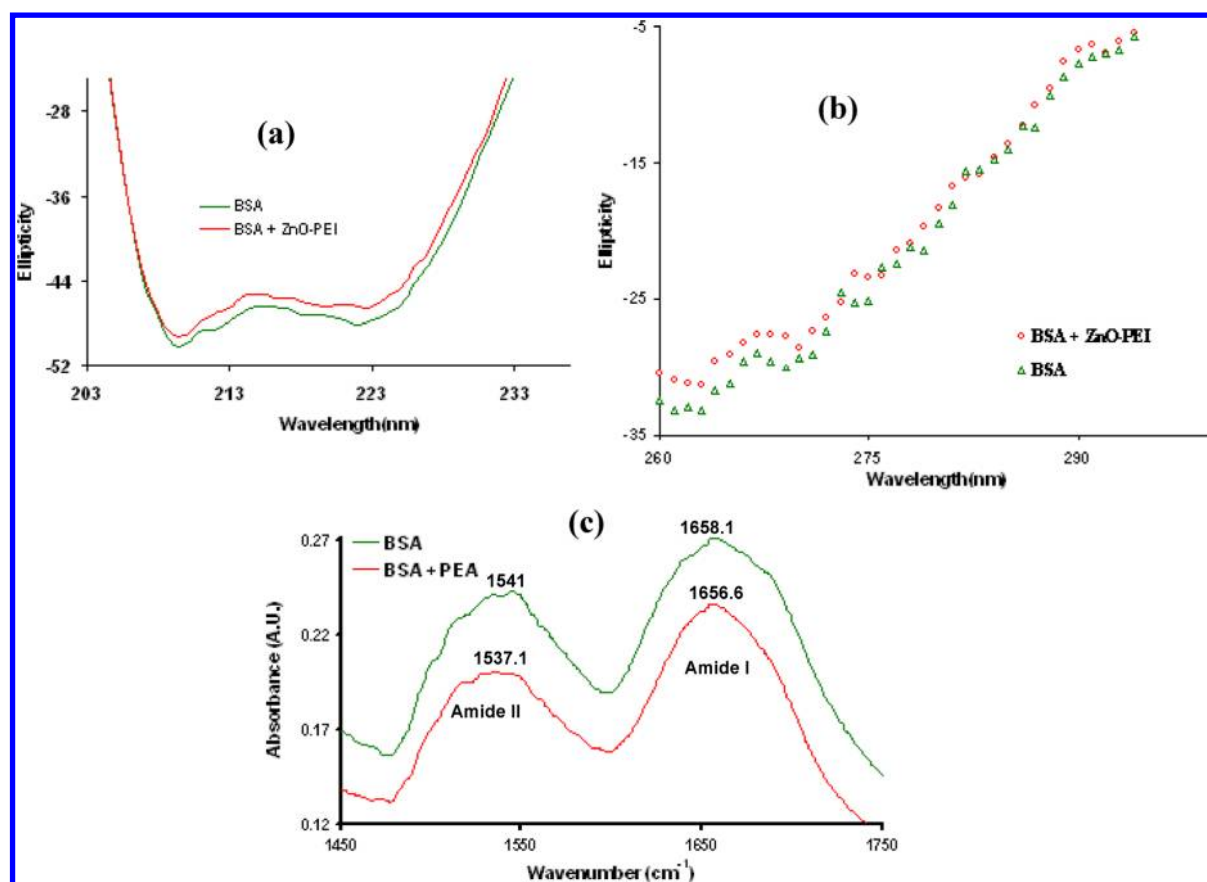 (a)
-28
-36
-44
-52
Ellipticity
BSA
BSA + ZnO-PEI
203
213
223
233
Wavelength(nm)
(b)
-5
-15
-25
-35
Ellipticity
BSA + ZnO-PEI
BSA
260
275
290
Wavelength(nm)
(c)
BSA
BSA + PEA
0.27
0.22
0.17
0.12
Absorbance (A.U.)
1658.1
1541
1656.6
1537.1
Amide I
Amide II
1450
1550
1650
1750
Wavenumber (cm⁻¹)